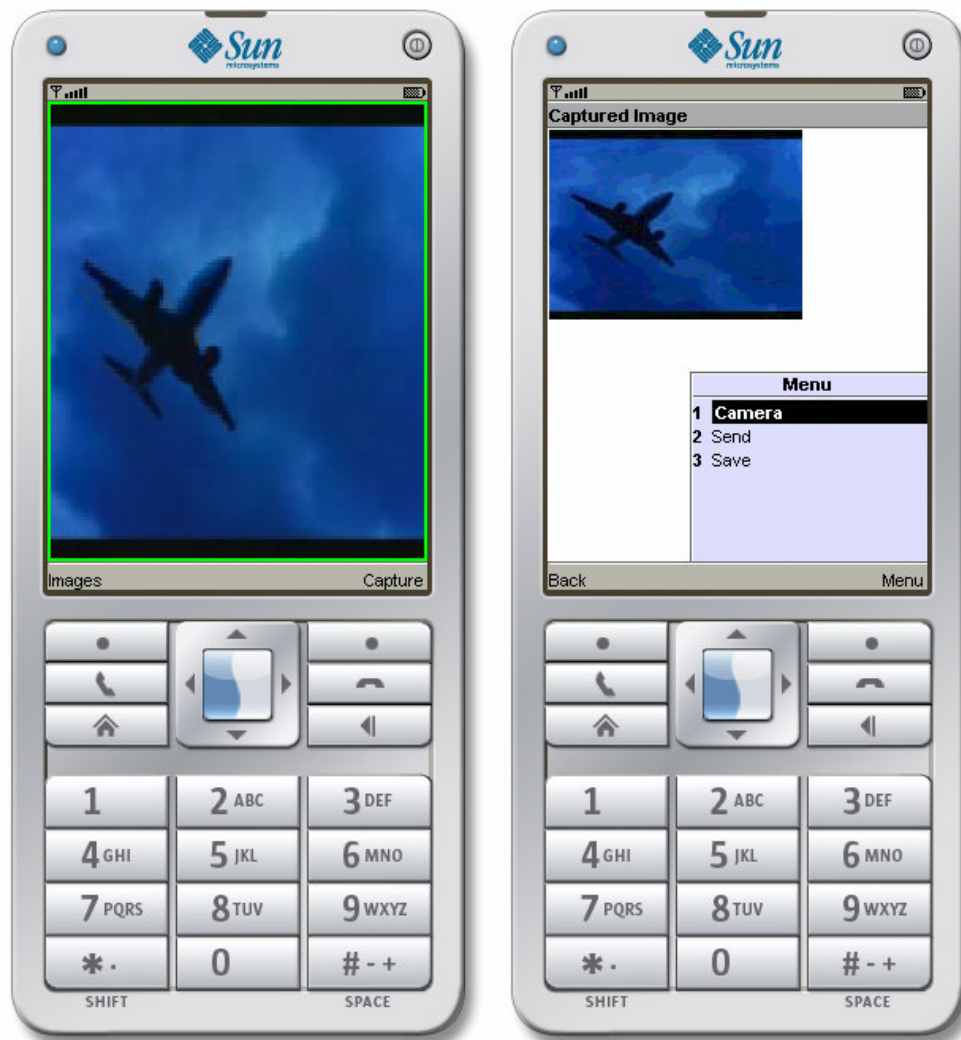 Sun
microsystems
Images Capture
1 2 ABC 3 DEF
4 GHI 5 JKL 6 MNO
7 PQRS 8 TUV 9 WXYZ
* . 0 # - +
SHIFT SPACE
Sun
microsystems
Captured Image
Menu
1 Camera
2 Send
3 Save
Back Menu
1 2 ABC 3 DEF
4 GHI 5 JKL 6 MNO
7 PQRS 8 TUV 9 WXYZ
* . 0 # - +
SHIFT SPACE